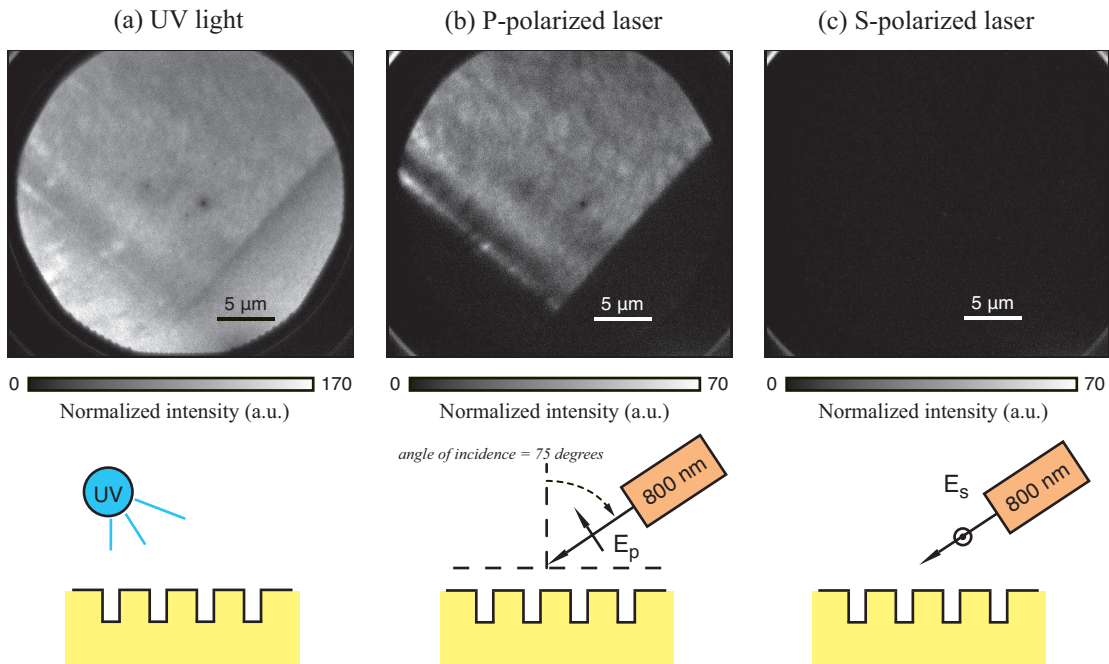 (a) UV light
(b) P-polarized laser
(c) S-polarized laser
5 µm
5 µm
5 µm
0 170
0 70
0 70
Normalized intensity (a.u.)
Normalized intensity (a.u.)
Normalized intensity (a.u.)
angle of incidence = 75 degrees
UV
800 nm
Ep
Es
800 nm